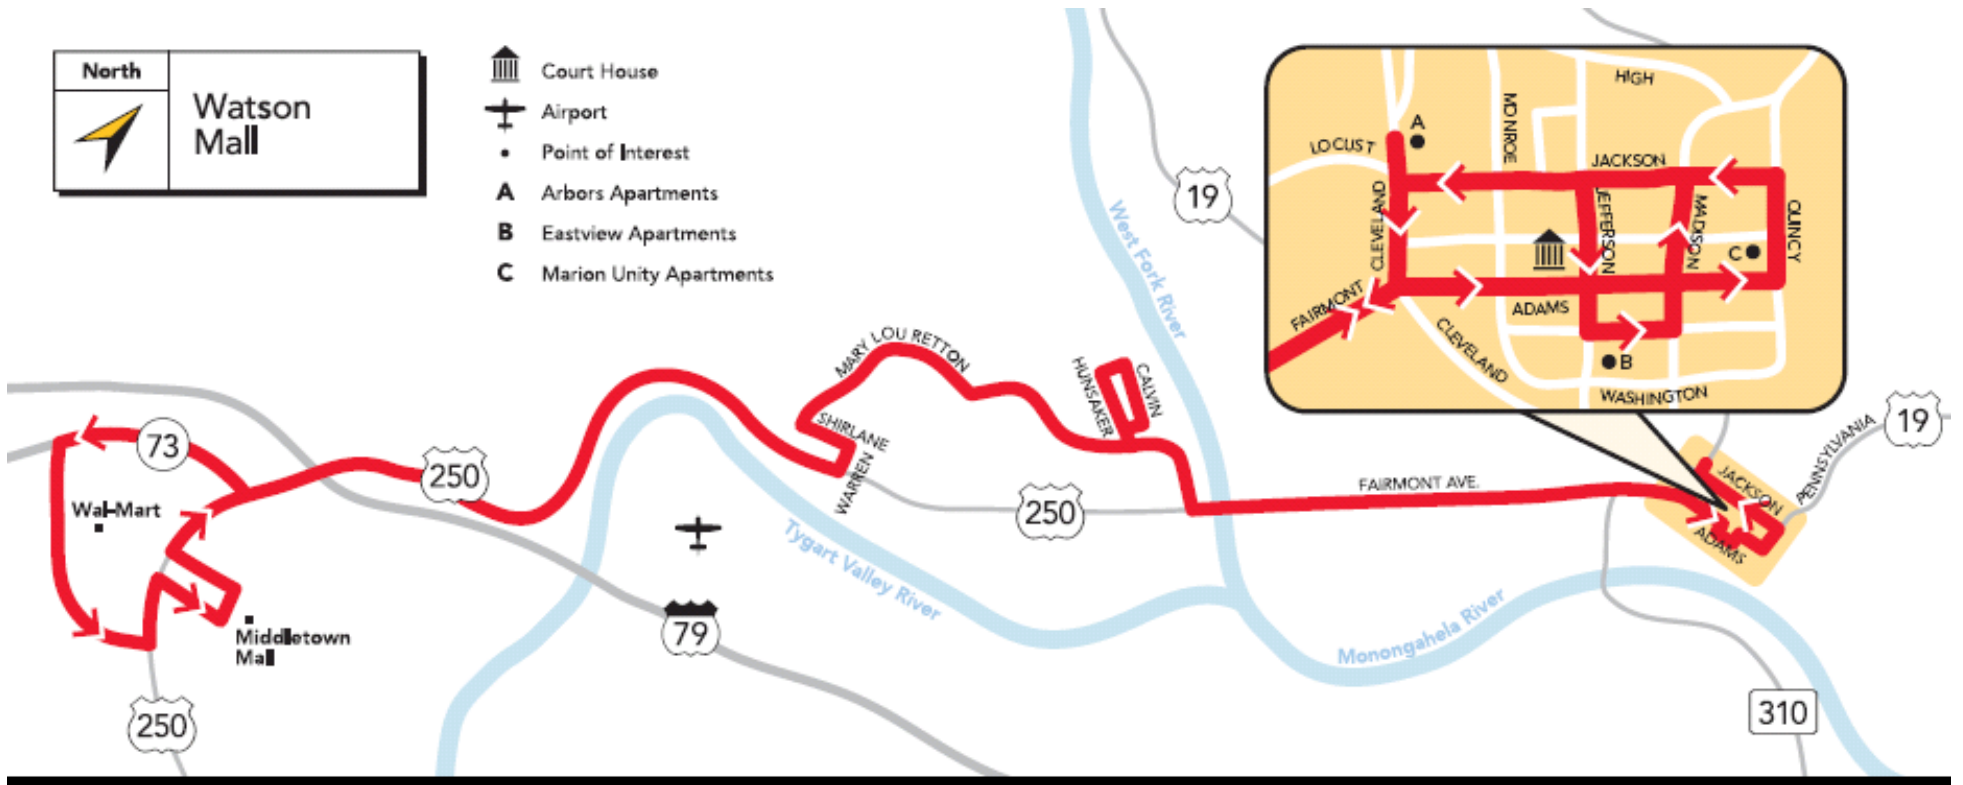 North
Watson
Mall
Court House
Airport
Point of Interest
A Arbors Apartments
B Eastview Apartments
C Marion Unity Apartments
19
West Fork River
HIGH
MONROE
A
LOCUST
JACKSON
CLEVELAND
JEFFERSON
MADISON
QUINCY
C
FAIRMONT
ADAMS
CLEVELAND
B
WASHINGTON
MARY LOU RETTON
HUNSAKER
CALVIN
SHIRLANE
WARREN
73
250
Wal-Mart
250
FAIRMONT AVE.
JACKSON
PENNSYLVANIA
19
ADAMS
Tygart Valley River
79
Middletown
Mall
Monongahela River
250
310